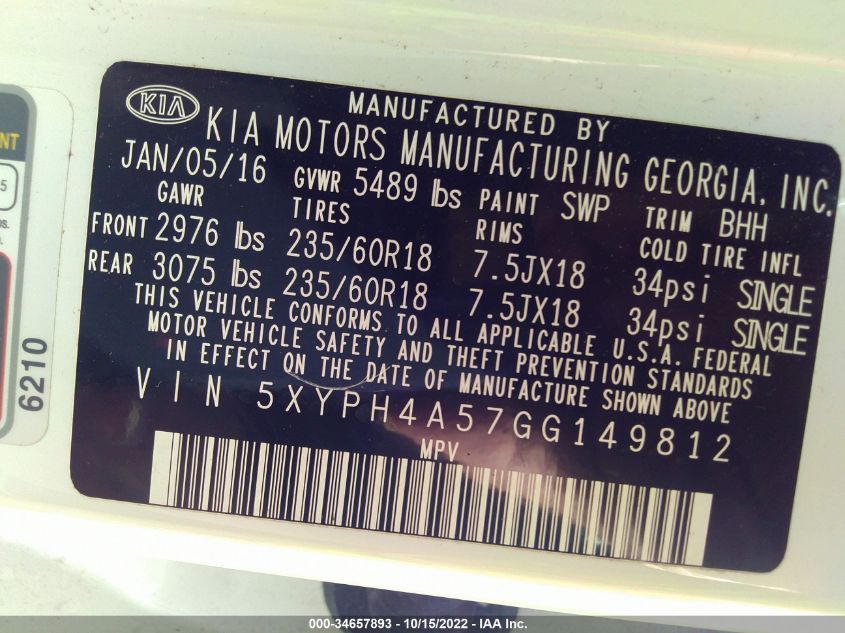 KIA
MANUFACTURED BY
KIA MOTORS MANUFACTURING GEORGIA, INC.
JAN/05/16 GVWR 5489 lbs PAINT SWP TRIM BHH
GAWR TIRES RIMS COLD TIRE INFL
FRONT 2976 lbs 235/60R18 7.5JX18 34psi SINGLE
REAR 3075 lbs 235/60R18 7.5JX18 34psi SINGLE
THIS VEHICLE CONFORMS TO ALL APPLICABLE U.S.A. FEDERAL
MOTOR VEHICLE SAFETY AND THEFT PREVENTION STANDARDS
IN EFFECT ON THE DATE OF MANUFACTURE SHOWN ABOVE
VIN 5XYPH4A57GG149812
MPV
6210
000-34657893 - 10/15/2022 - IAA Inc.